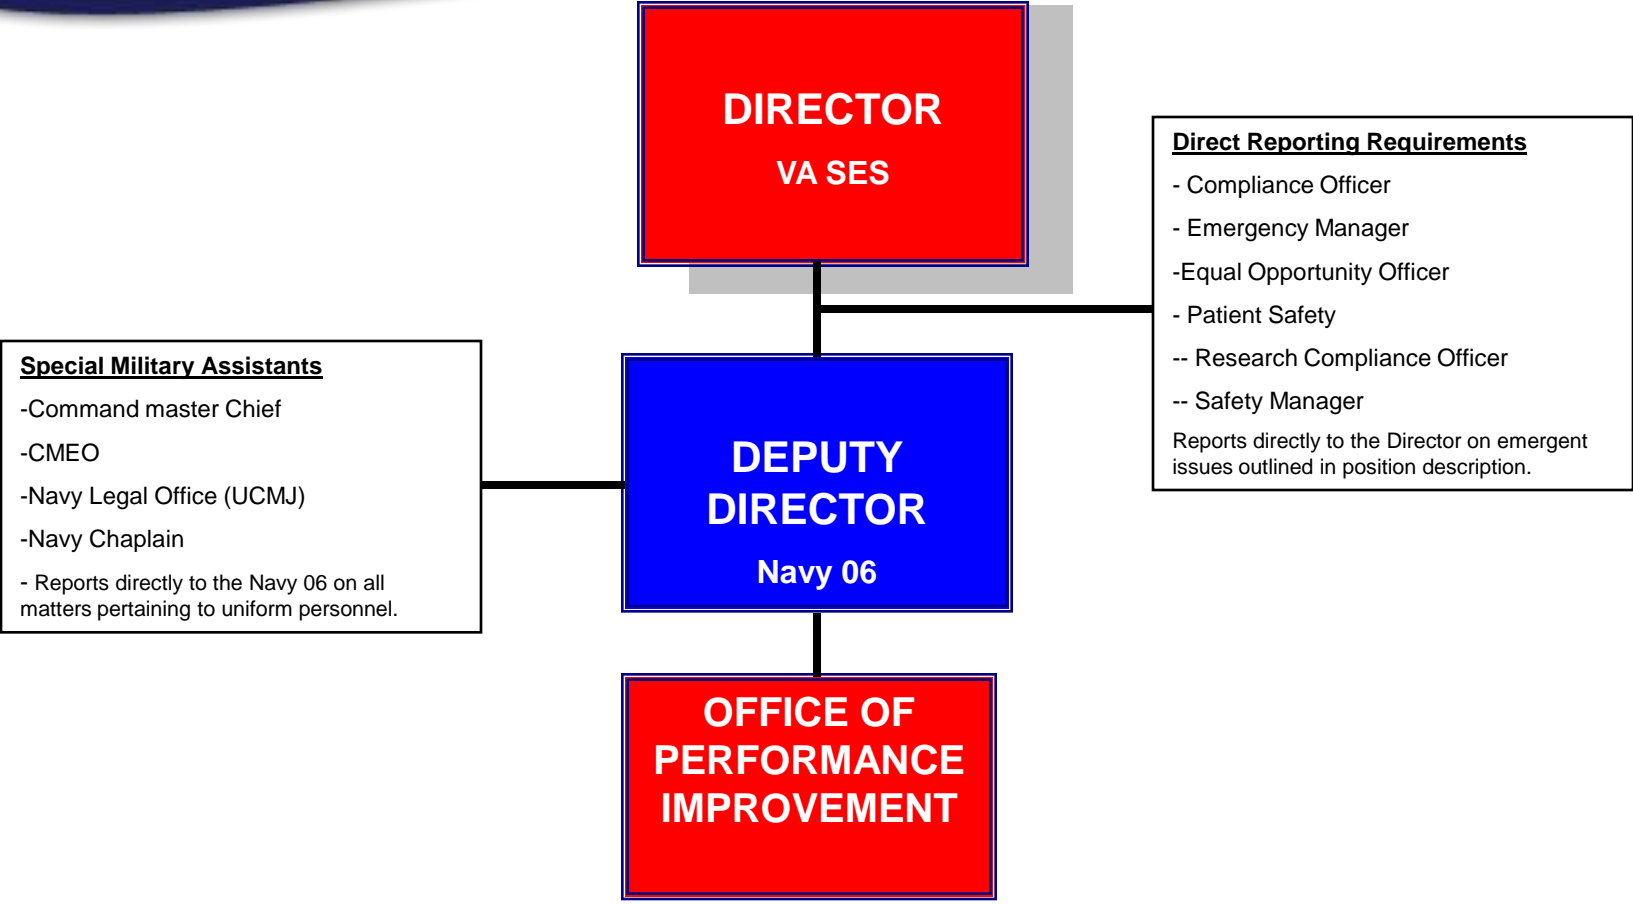 DIRECTOR
VA SES
Direct Reporting Requirements
- Compliance Officer
- Emergency Manager
-Equal Opportunity Officer
- Patient Safety
-- Research Compliance Officer
-- Safety Manager
Reports directly to the Director on emergent
issues outlined in position description.
Special Military Assistants
-Command master Chief
-CMEO
-Navy Legal Office (UCMJ)
-Navy Chaplain
- Reports directly to the Navy 06 on all
matters pertaining to uniform personnel.
DEPUTY
DIRECTOR
Navy 06
OFFICE OF
PERFORMANCE
IMPROVEMENT